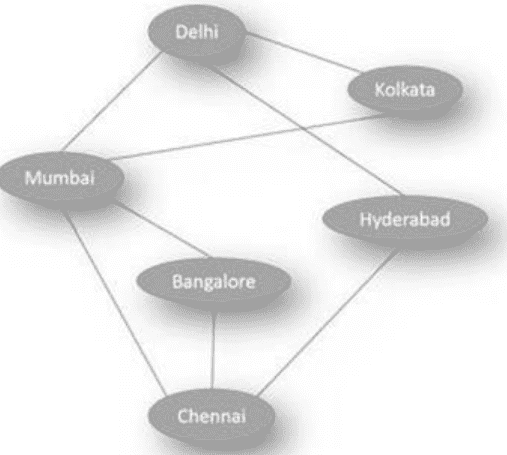 Delhi
Kolkata
Mumbai
Hyderabad
Bangalore
Chennai